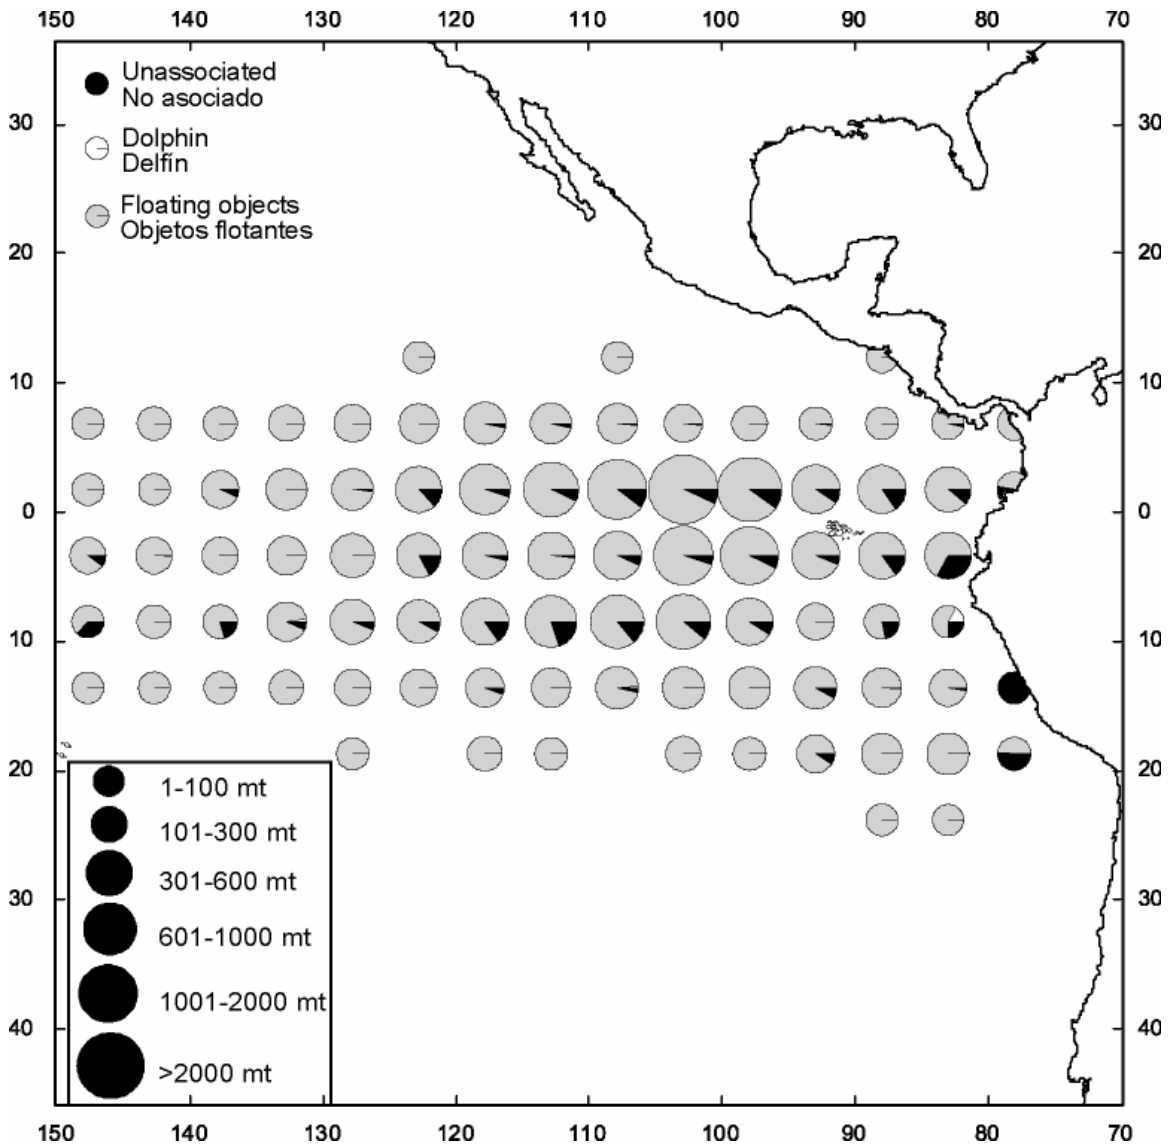 150 140 130 120 110 100 90 80 70
Unassociated
No asociado
Dolphin
Delfín
Floating objects
Objetos flotantes
30 30
20 20
10 10
0 0
10 10
20 20
30 30
40 40
1-100 mt
101-300 mt
301-600 mt
601-1000 mt
1001-2000 mt
>2000 mt
150 140 130 120 110 100 90 80 70